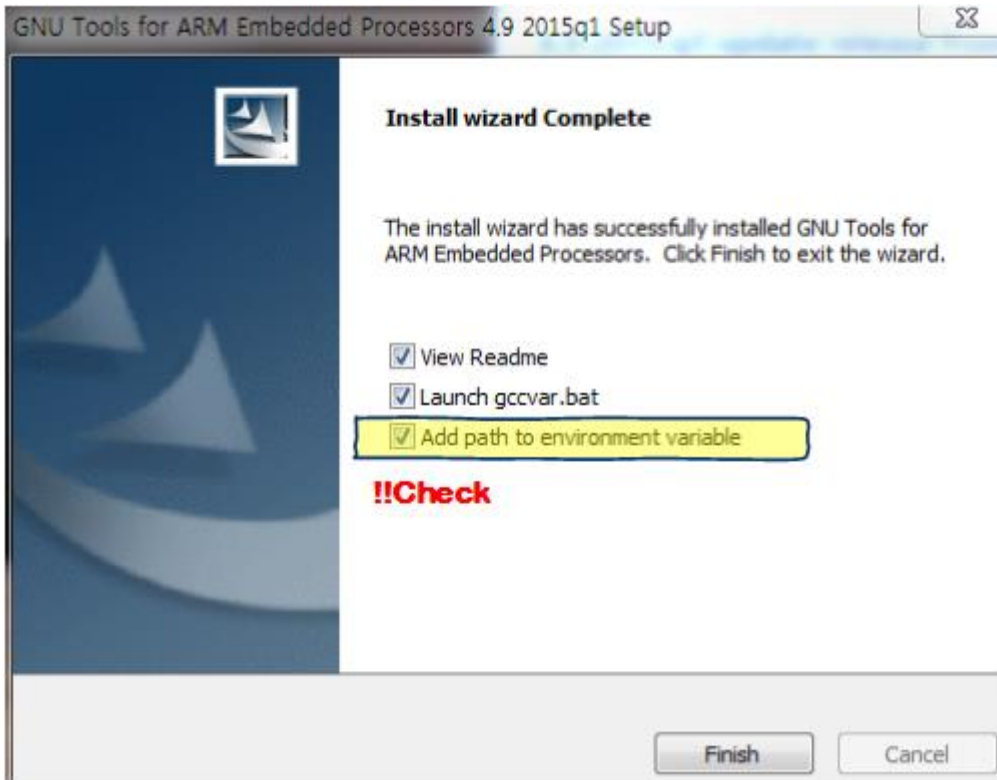 GNU Tools for ARM Embedded Processors 4.9 2015q1 Setup
Install wizard Complete
The install wizard has successfully installed GNU Tools for
ARM Embedded Processors. Click Finish to exit the wizard.
View Readme
Launch gccvar.bat
Add path to environment variable
!!Check
Finish
Cancel